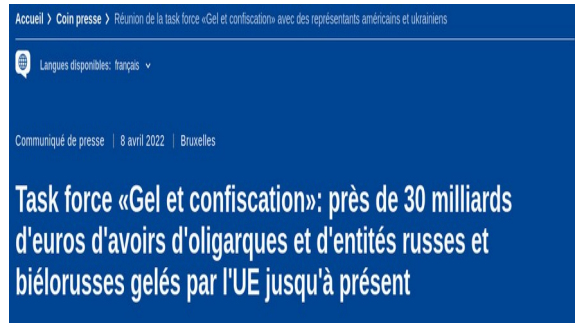 Accueil > Coin presse > Réunion de la task force «Gel et confiscation» avec des représentants américains et ukrainiens
Langues disponibles: français
Communiqué de presse | 8 avril 2022 | Bruxelles
Task force «Gel et confiscation»: près de 30 milliards
d'euros d'avoirs d'oligarques et d'entités russes et
biélorusses gelés par l'UE jusqu'à présent